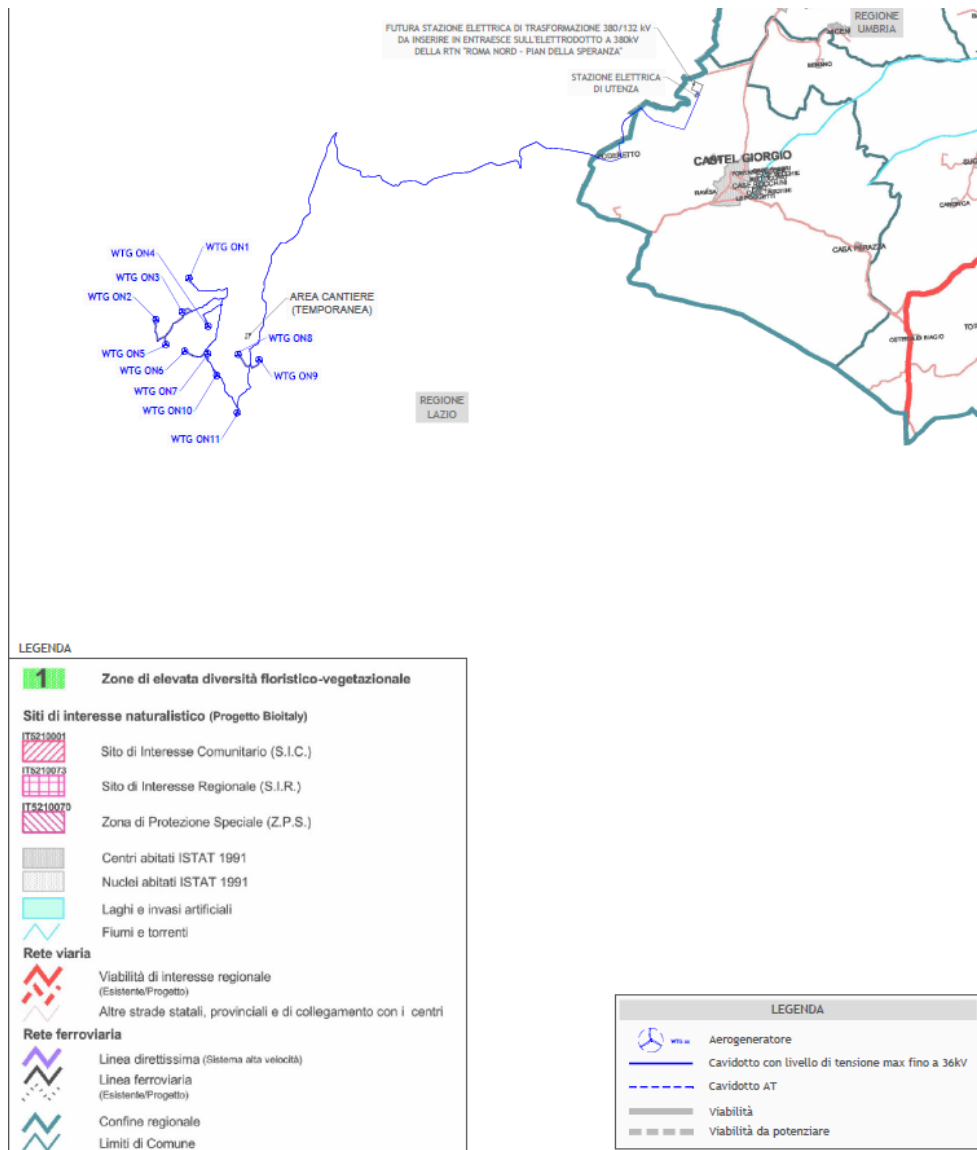 FUTURA STAZIONE ELETTRICA DI TRASFORMAZIONE 380/132 kV
DA INSERIRE IN ENTRAESCE SULL'ELETTRODOTTO A 380kV
DELLA RTN "ROMA NORD - PIAN DELLA SPERANZA"
REGIONE
UMBRIA
BENANO
STAZIONE ELETTRICA
DI UTENZA
CASTEL GIORGIO
CANONICA
CASA PERAZZA
WTG ON1
WTG ON4
WTG ON3
WTG ON2
AREA CANTIERE
(TEMPORANEA)
WTG ON8
WTG ON5
WTG ON6
WTG ON9
WTG ON7
WTG ON10
WTG ON11
REGIONE
LAZIO
LEGENDA
1 Zone di elevata diversità floristico-vegetazionale
Siti di interesse naturalistico (Progetto Bioitaly)
IT5210001
Sito di Interesse Comunitario (S.I.C.)
IT5210073
Sito di Interesse Regionale (S.I.R.)
IT5210070
Zona di Protezione Speciale (Z.P.S.)
Centri abitati ISTAT 1991
Nuclei abitati ISTAT 1991
Laghi e invasi artificiali
Fiumi e torrenti
Rete viaria
Viabilità di interesse regionale
(Esistente/Progetto)
Altre strade statali, provinciali e di collegamento con i centri
Rete ferroviaria
Linea direttissima (Sistema alta velocità)
Linea ferroviaria
(Esistente/Progetto)
Confine regionale
Limiti di Comune
LEGENDA
Aerogeneratore
Cavidotto con livello di tensione max fino a 36kV
Cavidotto AT
Viabilità
Viabilità da potenziare